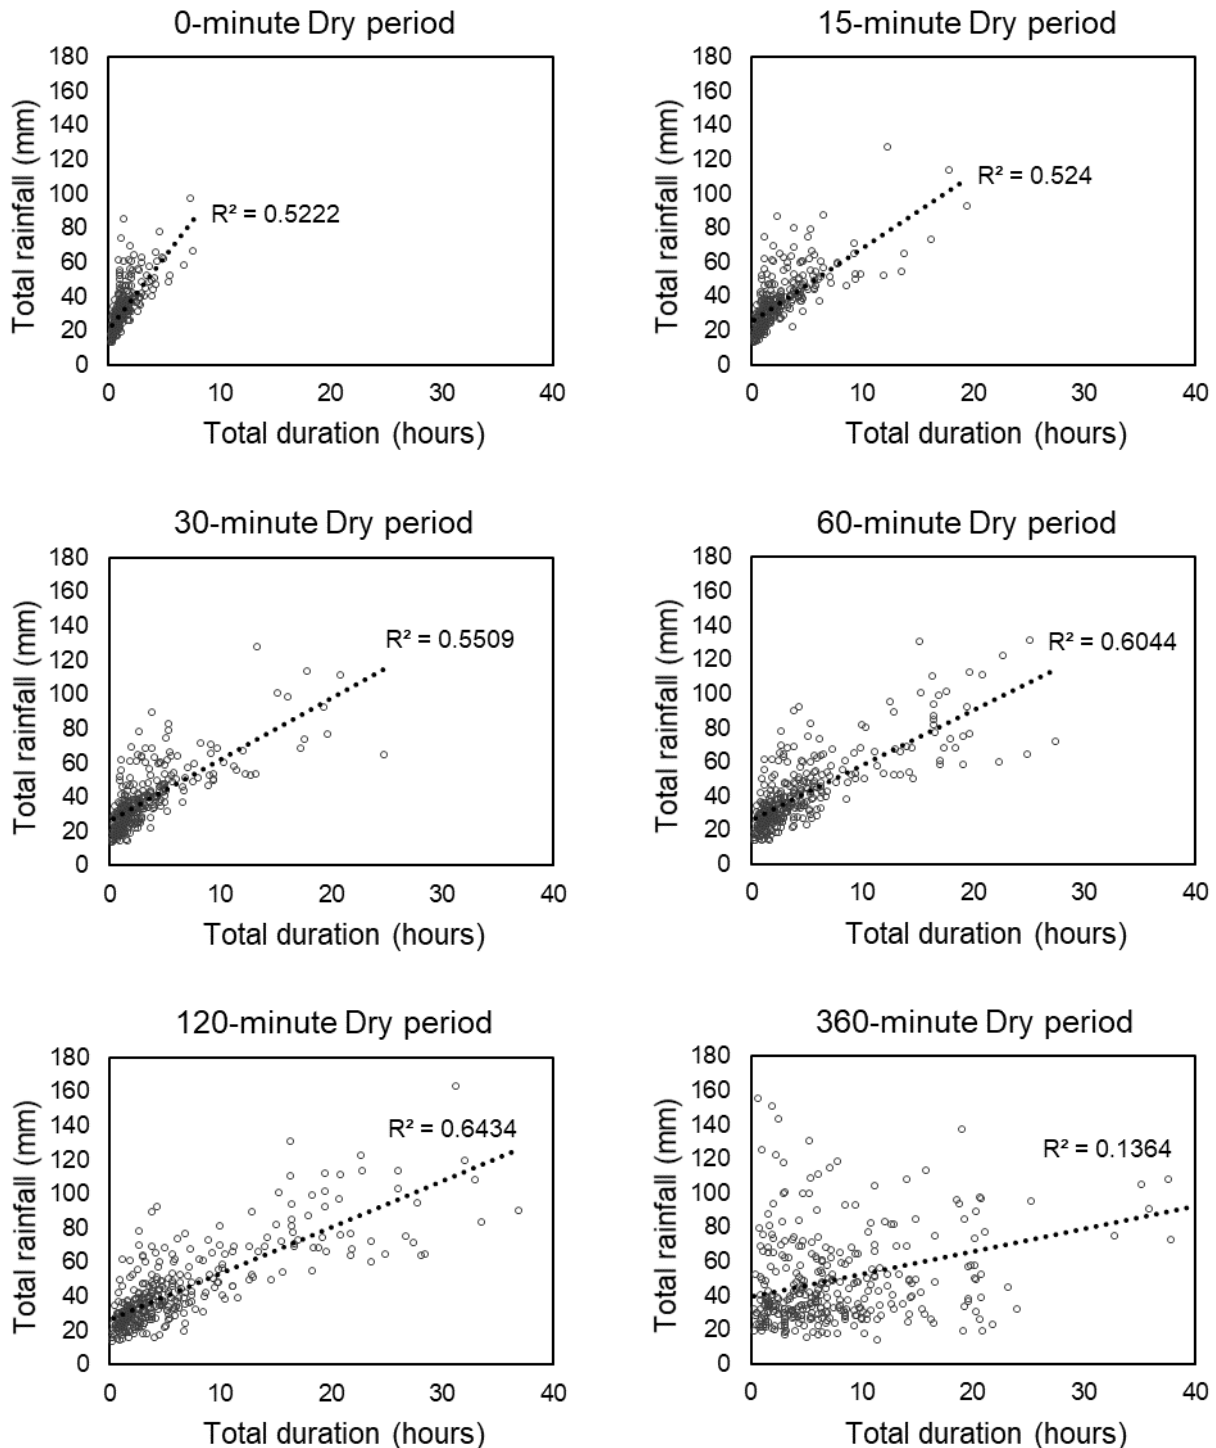 0-minute Dry period
Total rainfall (mm)
180
160
140
120
100
80
60
40
20
0
R² = 0.5222
0 10 20 30 40
Total duration (hours)
15-minute Dry period
Total rainfall (mm)
180
160
140
120
100
80
60
40
20
0
R² = 0.524
0 10 20 30 40
Total duration (hours)
30-minute Dry period
Total rainfall (mm)
180
160
140
120
100
80
60
40
20
0
R² = 0.5509
0 10 20 30 40
Total duration (hours)
60-minute Dry period
Total rainfall (mm)
180
160
140
120
100
80
60
40
20
0
R² = 0.6044
0 10 20 30 40
Total duration (hours)
120-minute Dry period
Total rainfall (mm)
180
160
140
120
100
80
60
40
20
0
R² = 0.6434
0 10 20 30 40
Total duration (hours)
360-minute Dry period
Total rainfall (mm)
180
160
140
120
100
80
60
40
20
0
R² = 0.1364
0 10 20 30 40
Total duration (hours)